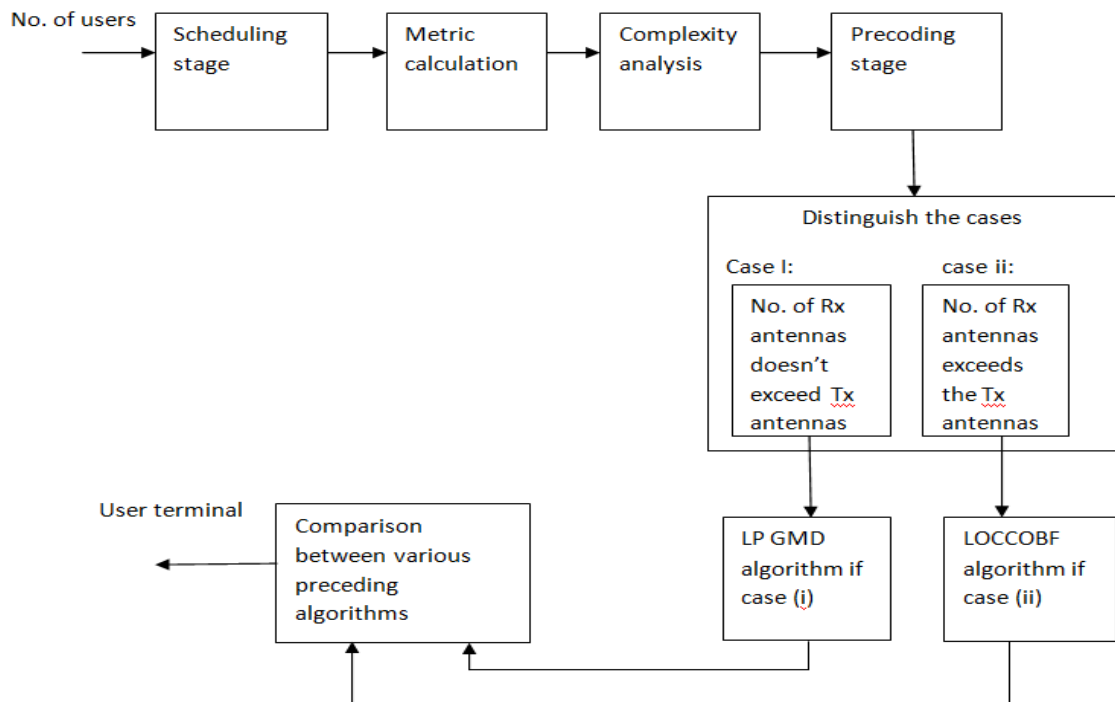 No. of users
Scheduling
stage
Metric
calculation
Complexity
analysis
Precoding
stage
Distinguish the cases
Case I:
No. of Rx
antennas
doesn't
exceed Tx
antennas
case ii:
No. of Rx
antennas
exceeds
the Tx
antennas
LP GMD
algorithm if
case (i)
LOCCOBF
algorithm if
case (ii)
Comparison
between various
preceding
algorithms
User terminal